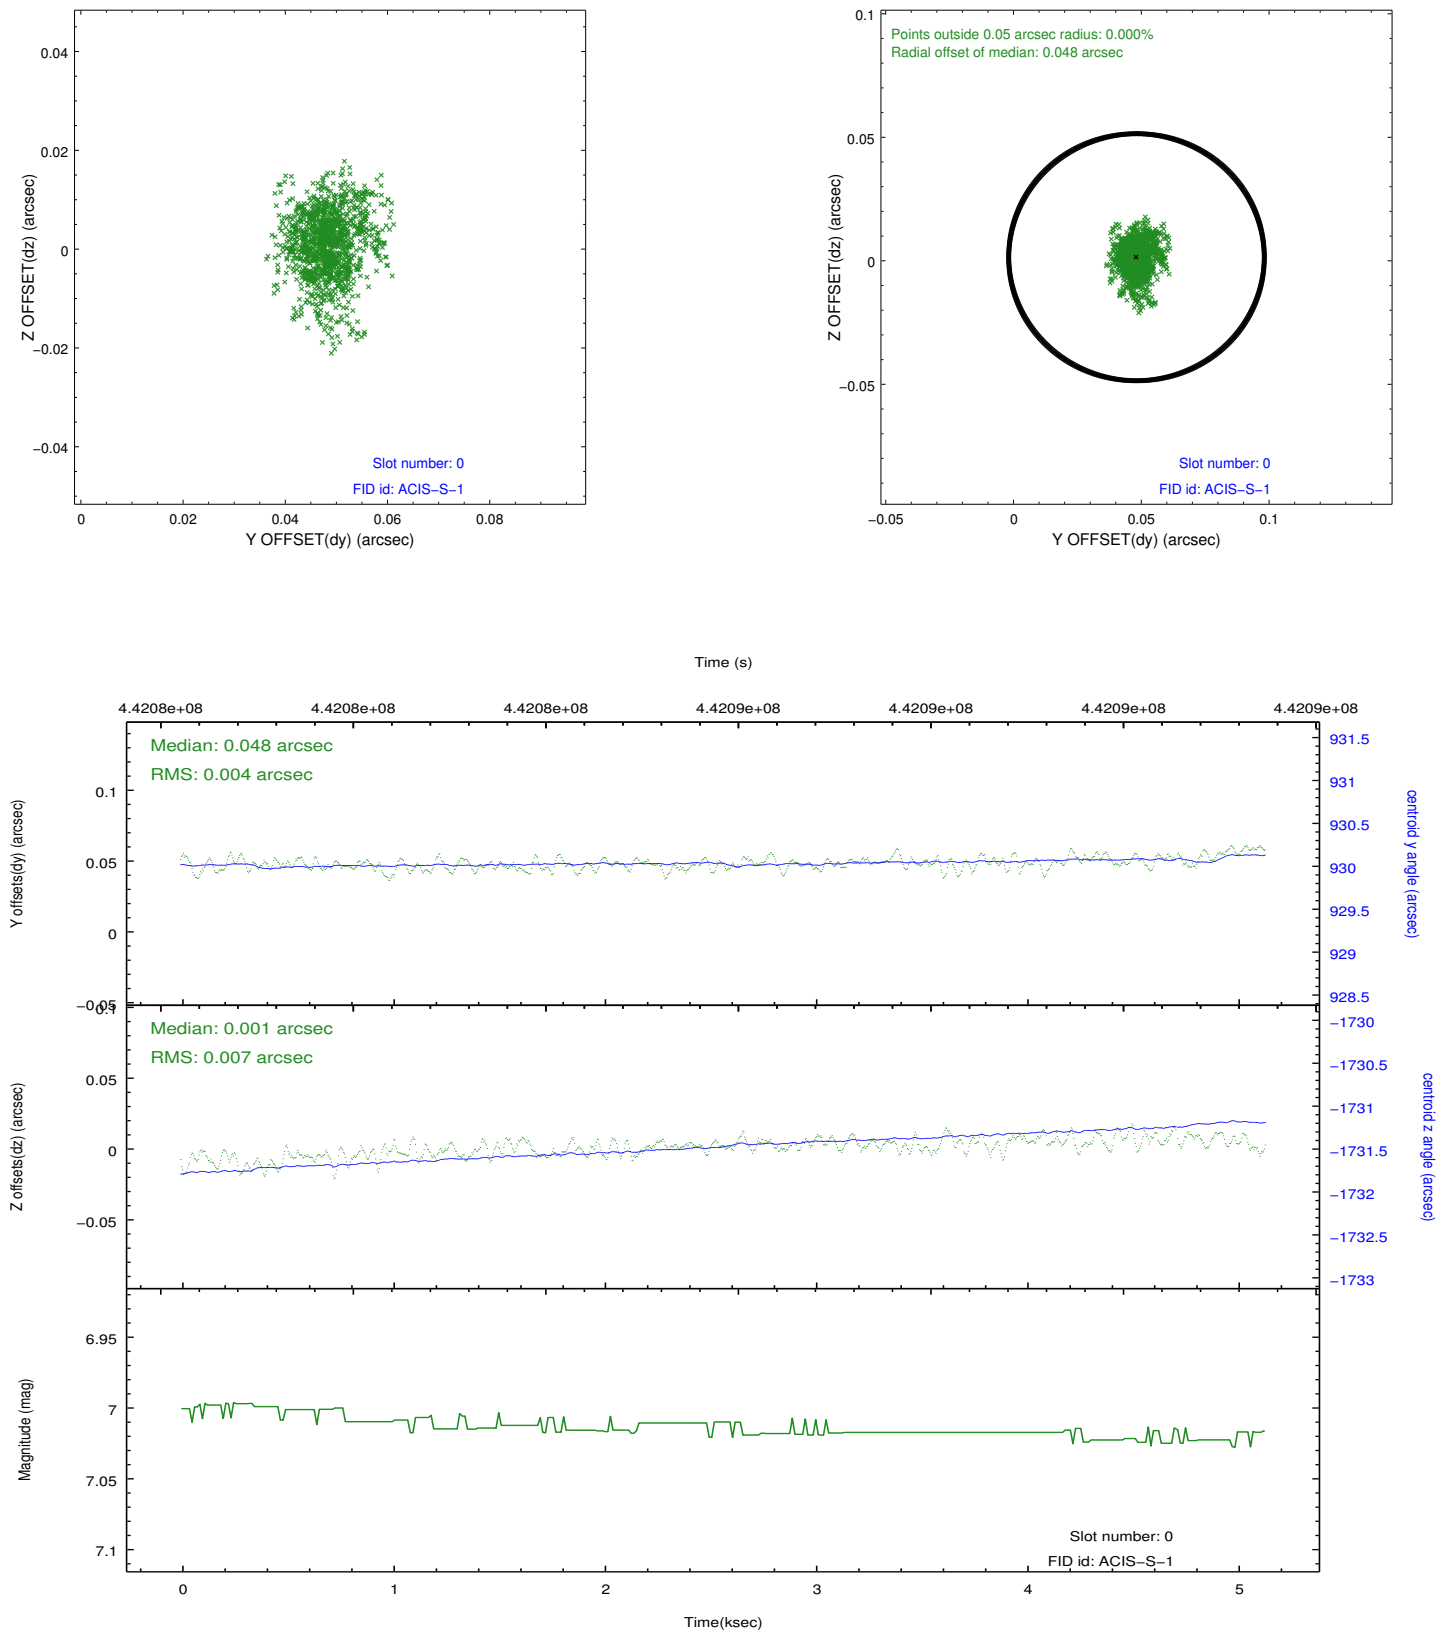 0.04
0.02
0
−0.02
−0.04
Z OFFSET(dz) (arcsec)
Slot number: 0
FID id: ACIS−S−1
0 0.02 0.04 0.06 0.08
Y OFFSET(dy) (arcsec)
Points outside 0.05 arcsec radius: 0.000%
Radial offset of median: 0.048 arcsec
0.1
0.05
0
−0.05
Z OFFSET(dz) (arcsec)
Slot number: 0
FID id: ACIS−S−1
−0.05 0 0.05 0.1
Y OFFSET(dy) (arcsec)
Time (s)
4.4208e+08 4.4208e+08 4.4208e+08 4.4209e+08 4.4209e+08 4.4209e+08 4.4209e+08
Median: 0.048 arcsec
RMS: 0.004 arcsec
0.1
0.05
0
−0.05
Y offsets(dy) (arcsec)
931.5
931
930.5
930
929.5
929
928.5
centroid y angle (arcsec)
Median: 0.001 arcsec
RMS: 0.007 arcsec
0.1
0.05
0
−0.05
Z offsets(dz) (arcsec)
−1730
−1730.5
−1731
−1731.5
−1732
−1732.5
−1733
centroid z angle (arcsec)
6.95
7
7.05
7.1
Magnitude (mag)
Slot number: 0
FID id: ACIS−S−1
0 1 2 3 4 5
Time(ksec)